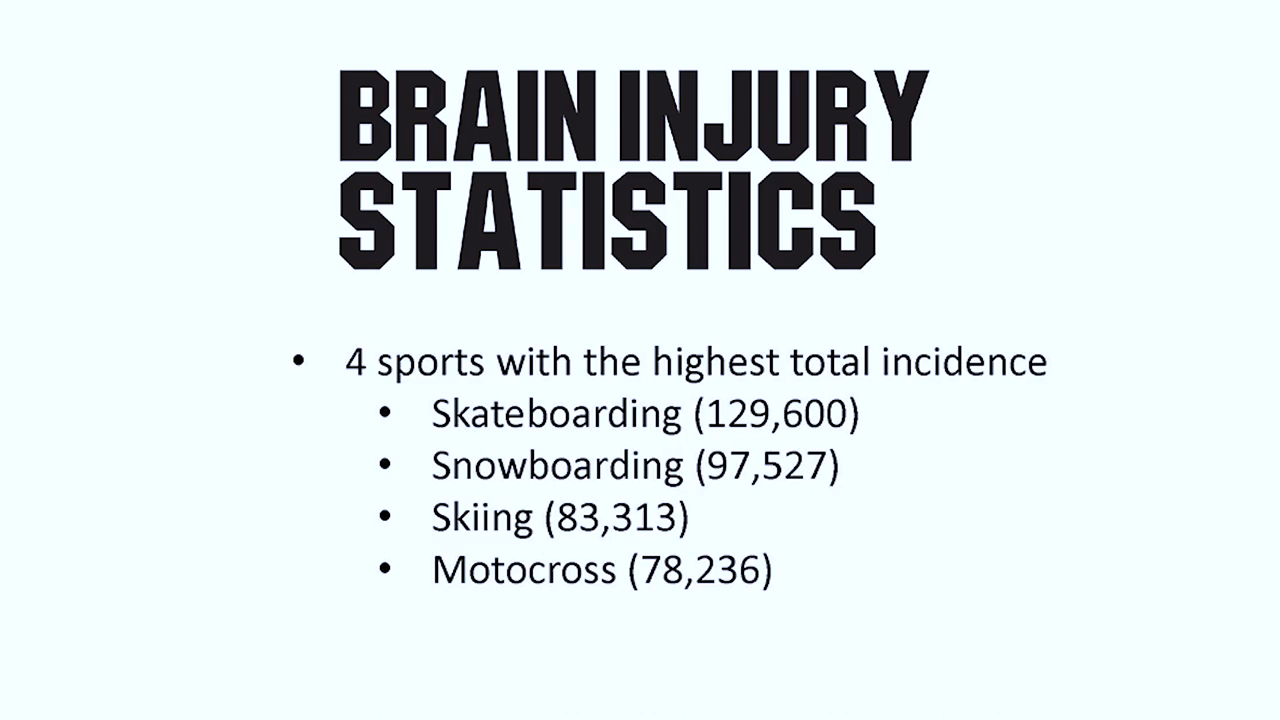 BRAIN INJURY
STATISTICS
• 4 sports with the highest total incidence
• Skateboarding (129,600)
• Snowboarding (97,527)
• Skiing (83,313)
• Motocross (78,236)